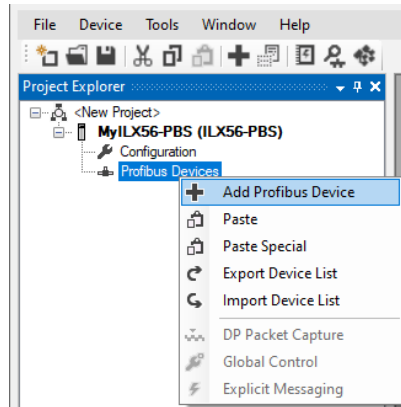 File Device Tools Window Help
Project Explorer
<New Project>
MyILX56-PBS (ILX56-PBS)
Configuration
Profibus Devices
Add Profibus Device
Paste
Paste Special
Export Device List
Import Device List
DP Packet Capture
Global Control
Explicit Messaging